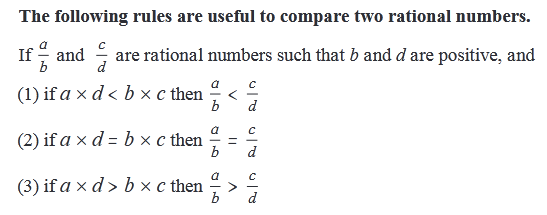 The following rules are useful to compare two rational numbers.
If a/b and c/d are rational numbers such that b and d are positive, and
(1) if a × d < b × c then a/b < c/d
(2) if a × d = b × c then a/b = c/d
(3) if a × d > b × c then a/b > c/d